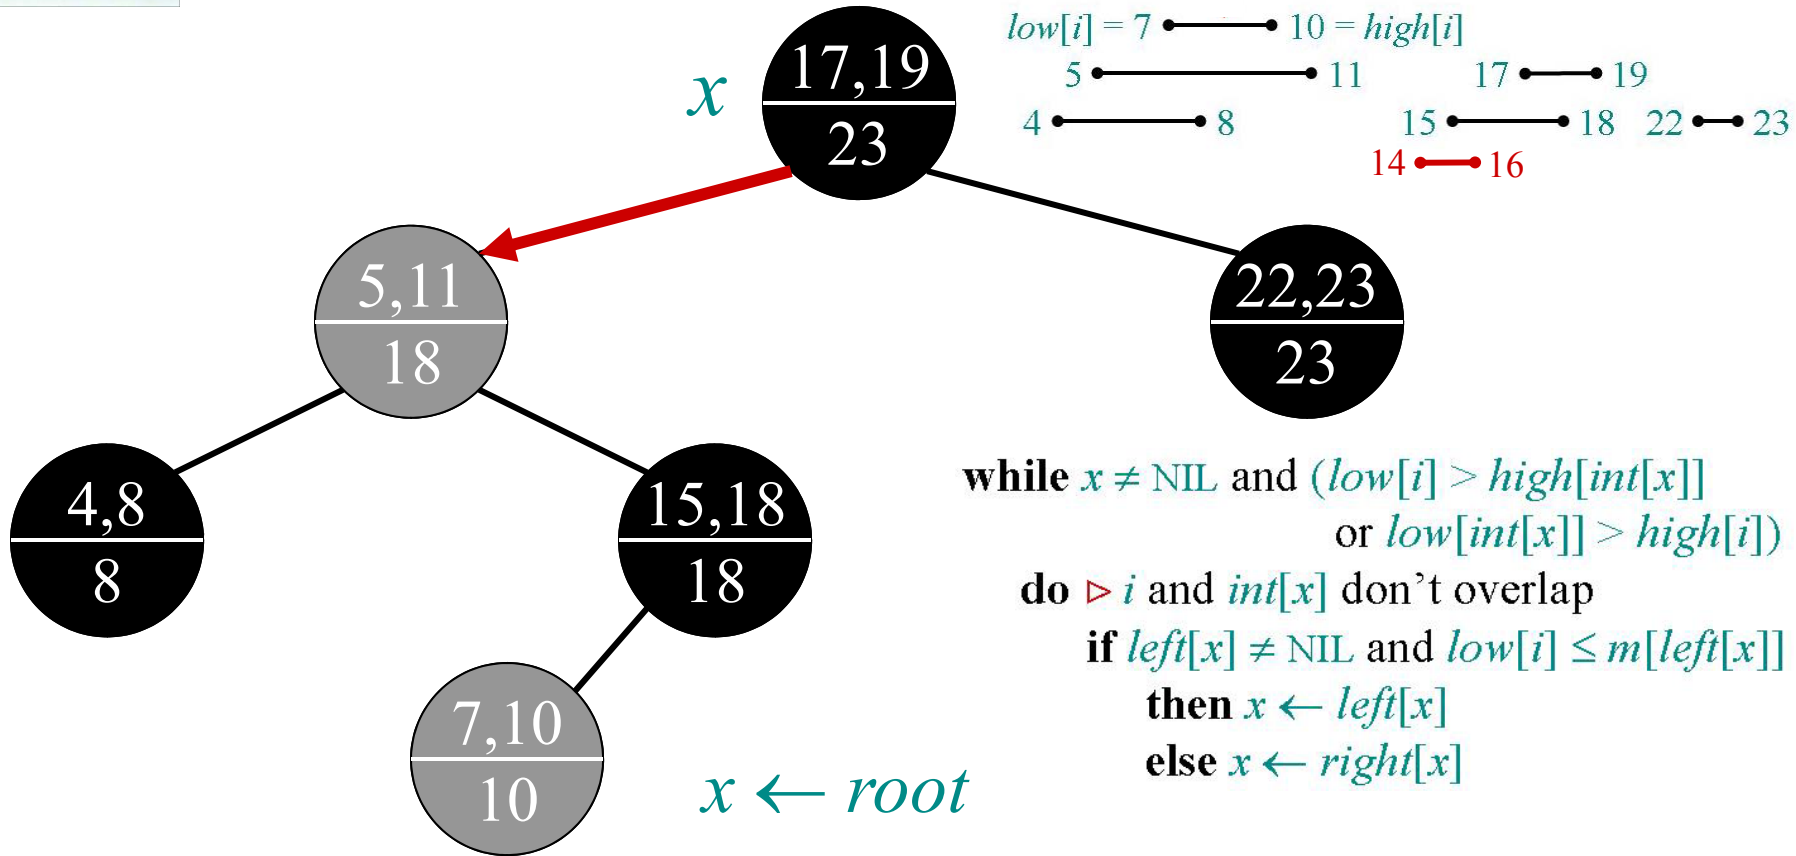 low[i] = 7 10 = high[i]
5 11 17 19
4 8 15 18 22 23
14 16
x
17,19
23
5,11
18
22,23
23
4,8
8
15,18
18
7,10
10
x ← root
while x ≠ NIL and (low[i] > high[int[x]]
or low[int[x]] > high[i])
do ⊳ i and int[x] don’t overlap
if left[x] ≠ NIL and low[i] ≤ m[left[x]]
then x ← left[x]
else x ← right[x]